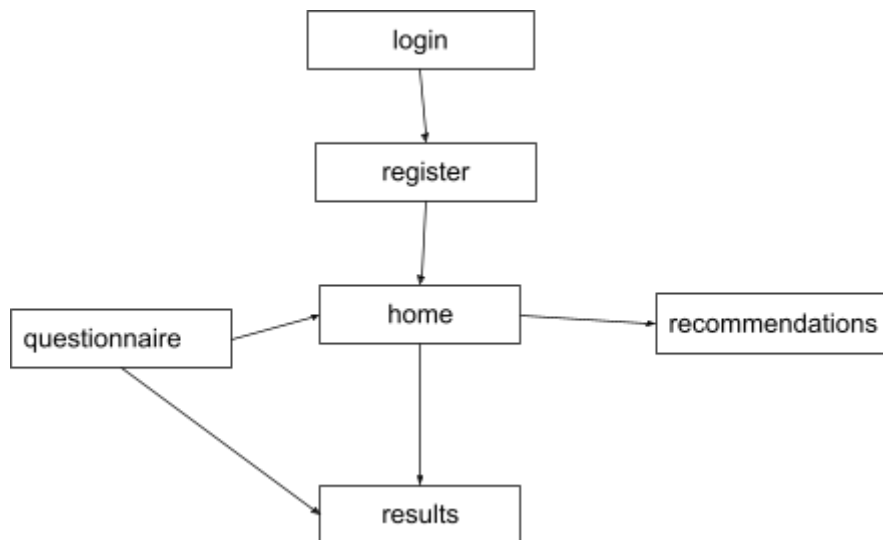 login
register
home
questionnaire
recommendations
results